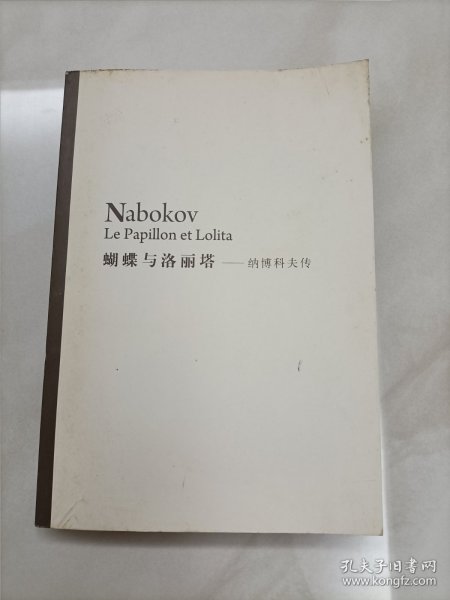 Nabokov
Le Papillon et Lolita
蝴蝶与洛丽塔——纳博科夫传
孔夫子旧书网
www.kongfz.com